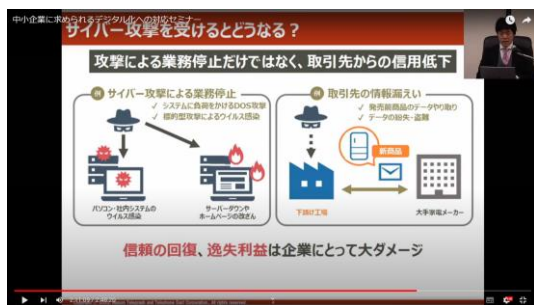 中小企業に求められるデジタル化への対応セミナー
サイバー攻撃を受けるとどうなる？
攻撃による業務停止だけではなく、取引先からの信用低下
例 サイバー攻撃による業務停止
✓ システムに負荷をかけるDOS攻撃
✓ 標的型攻撃によるウイルス感染
パソコン・社内システムの
ウイルス感染
サーバーダウンや
ホームページの改ざん
例 取引先の情報漏えい
✓ 発売前商品のデータやり取り
✓ データの紛失・盗難
新商品
下請け工場
大手家電メーカー
信頼の回復、逸失利益は企業にとって大ダメージ